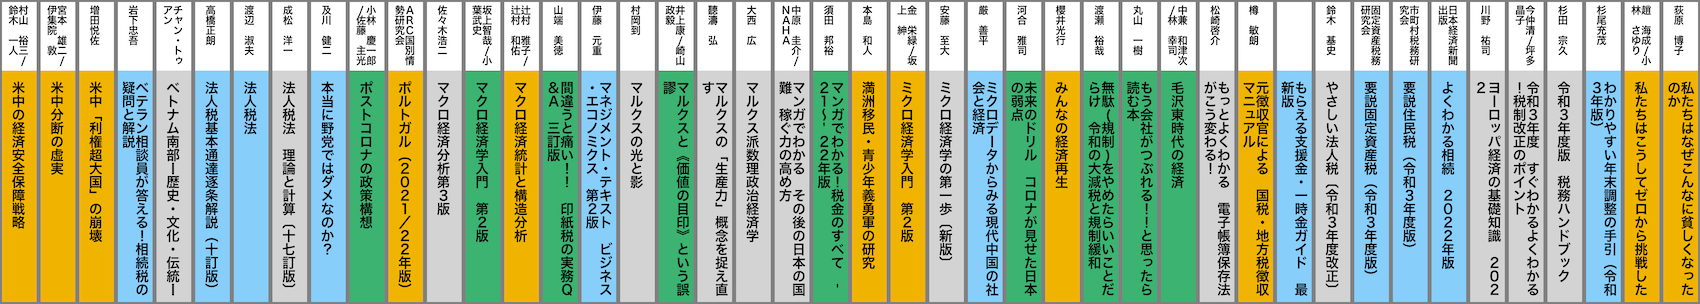 村山　裕三／
鈴木　一人
米中の経済安全保障戦略
宮本　雄二／
伊集院　敦／
米中分断の虚実
増田悦佐
米中「利権超大国」の崩壊
岩下忠吾
ベテラン相談員が答える！相続税の
疑問と解説
チャン・トゥ
アン
ベトナム南部ー歴史・文化・伝統ー
高橋正朗
法人税基本通達逐条解説（十訂版）
渡辺　淑夫
法人税法
成松　洋一
法人税法　理論と計算（十七訂版）
及川　健二
本当に野党ではダメなのか？
小林　慶一郎
／佐藤　主光
ポストコロナの政策構想
ＡＲＣ国別情
勢研究会
ポルトガル（２０２１／２２年版）
佐々木浩二
マクロ経済分析第３版
坂上智哉／小
葉武史
マクロ経済学入門　第２版
辻村　雅子／
辻村　和佑
マクロ経済統計と構造分析
山端　美徳
間違うと痛い！！　印紙税の実務Ｑ
＆Ａ　三訂版
伊藤　元重
マネジメント・テキスト　ビジネス
・エコノミクス　第２版
村岡到
マルクスの光と影
井上康／崎山
政毅
マルクスと《価値の目印》という誤
謬
聽濤　弘
マルクスの「生産力」概念を捉え直
す
大西　広
マルクス派数理政治経済学
中原　圭介／
ＮＡＨＡ
マンガでわかる　その後の日本の国
難　稼ぐ力の高め方
須田　邦裕
マンガでわかる！税金のすべて　’
２１〜’２２年版
本島　和人
満洲移民・青少年義勇軍の研究
金　栄緑／坂
上　紳
ミクロ経済学入門　第２版
安藤　至大
ミクロ経済学の第一歩（新版）
厳　善平
ミクロデータからみる現代中国の社
会と経済
河合　雅司
未来のドリル　コロナが見せた日本
の弱点
櫻井光行
みんなの経済再生
渡瀬　裕哉
無駄（規制）をやめたらいいことだ
らけ　令和の大減税と規制緩和
丸山　一樹
もう会社がつぶれる！！と思ったら
読む本
中兼　和津次
／林　幸司
毛沢東時代の経済
松崎啓介
もっとよくわかる　電子帳簿保存法
がこう変わる！
樽　敏朗
元徴収官による　国税・地方税徴収
マニュアル
もらえる支援金・一時金ガイド　最
新版
鈴木　基史
やさしい法人税（令和３年度改正）
固定資産税務
研究会
要説固定資産税（令和３年度版）
市町村税務研
究会
要説住民税（令和３年度版）
日本経済新聞
出版
よくわかる相続　２０２２年版
川野　祐司
ヨーロッパ経済の基礎知識　２０２
２
今仲清／坪多
晶子
令和３年度　すぐわかるよくわかる
！税制改正のポイント
杉田　宗久
令和３年度版　税務ハンドブック
杉尾充茂
わかりやすい年末調整の手引（令和
３年版）
趙　海成／小
林　さゆり
私たちはこうしてゼロから挑戦した
荻原　博子
私たちはなぜこんなに貧しくなった
のか